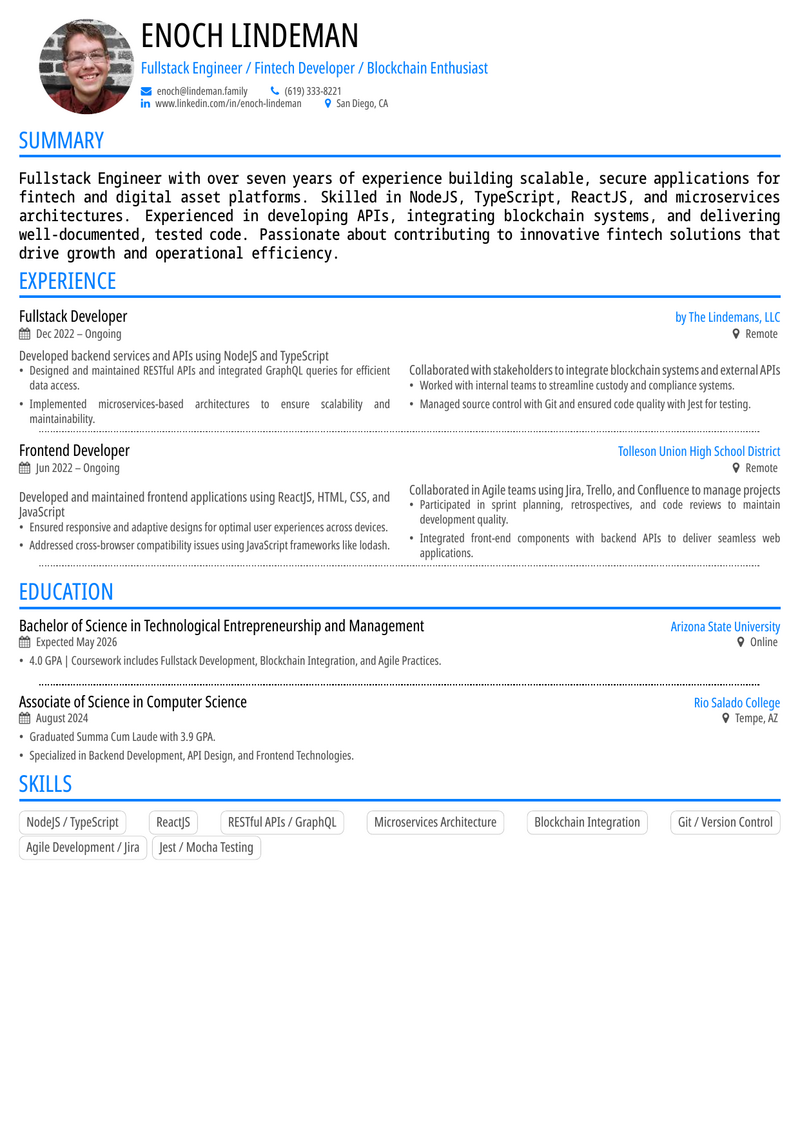 ENOCH LINDEMAN
Fullstack Engineer / Fintech Developer / Blockchain Enthusiast
enoch@lindeman.family (619) 333-8221
www.linkedin.com/in/enoch-lindeman San Diego, CA
SUMMARY
Fullstack Engineer with over seven years of experience building scalable, secure applications for
fintech and digital asset platforms. Skilled in NodeJS, TypeScript, ReactJS, and microservices
architectures. Experienced in developing APIs, integrating blockchain systems, and delivering
well-documented, tested code. Passionate about contributing to innovative fintech solutions that
drive growth and operational efficiency.
EXPERIENCE
Fullstack Developer by The Lindemans, LLC
Dec 2022 – Ongoing Remote
Developed backend services and APIs using NodeJS and TypeScript
• Designed and maintained RESTful APIs and integrated GraphQL queries for efficient
data access.
• Implemented microservices-based architectures to ensure scalability and
maintainability.
Collaborated with stakeholders to integrate blockchain systems and external APIs
• Worked with internal teams to streamline custody and compliance systems.
• Managed source control with Git and ensured code quality with Jest for testing.
Frontend Developer Tolleson Union High School District
Jun 2022 – Ongoing Remote
Developed and maintained frontend applications using ReactJS, HTML, CSS, and
JavaScript
• Ensured responsive and adaptive designs for optimal user experiences across devices.
• Addressed cross-browser compatibility issues using JavaScript frameworks like lodash.
Collaborated in Agile teams using Jira, Trello, and Confluence to manage projects
• Participated in sprint planning, retrospectives, and code reviews to maintain
development quality.
• Integrated front-end components with backend APIs to deliver seamless web
applications.
EDUCATION
Bachelor of Science in Technological Entrepreneurship and Management Arizona State University
Expected May 2026 Online
• 4.0 GPA | Coursework includes Fullstack Development, Blockchain Integration, and Agile Practices.
Associate of Science in Computer Science Rio Salado College
August 2024 Tempe, AZ
• Graduated Summa Cum Laude with 3.9 GPA.
• Specialized in Backend Development, API Design, and Frontend Technologies.
SKILLS
NodeJS / TypeScript ReactJS RESTful APIs / GraphQL Microservices Architecture Blockchain Integration Git / Version Control
Agile Development / Jira Jest / Mocha Testing